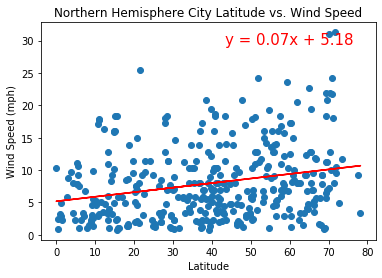 Northern Hemisphere City Latitude vs. Wind Speed
y = 0.07x + 5.18
Wind Speed (mph)
30
25
20
15
10
5
0
0 10 20 30 40 50 60 70 80
Latitude